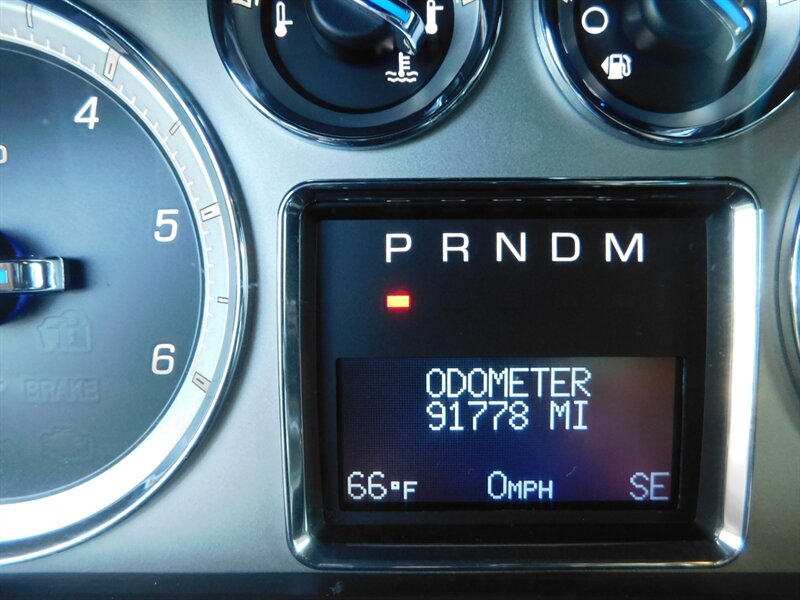 4
5
6
BRAKE
P R N D M
ODOMETER
91778 MI
66°F 0MPH SE